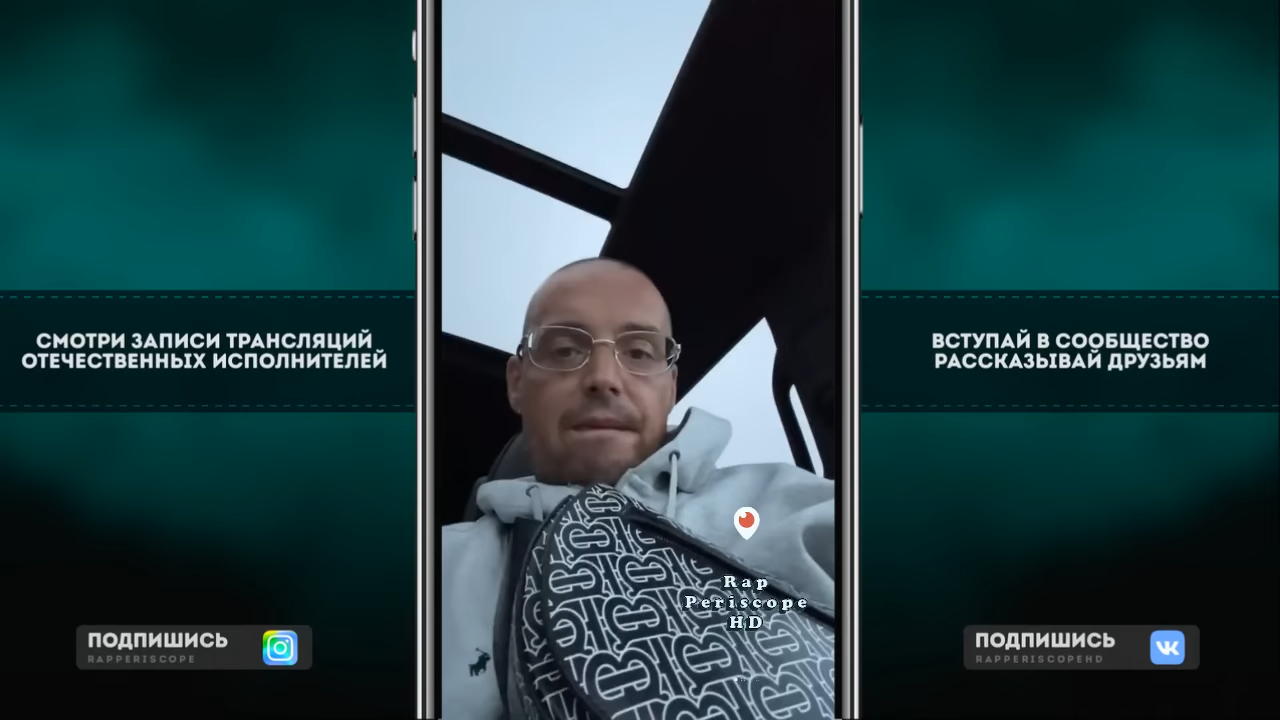 СМОТРИ ЗАПИСИ ТРАНСЛЯЦИЙ
ОТЕЧЕСТВЕННЫХ ИСПОЛНИТЕЛЕЙ
ВСТУПАЙ В СООБЩЕСТВО
РАССКАЗЫВАЙ ДРУЗЬЯМ
Rap
Periscope
HD
ПОДПИШИСЬ
RAPPERISCOPE
ПОДПИШИСЬ
RAPPERISCOPEHD